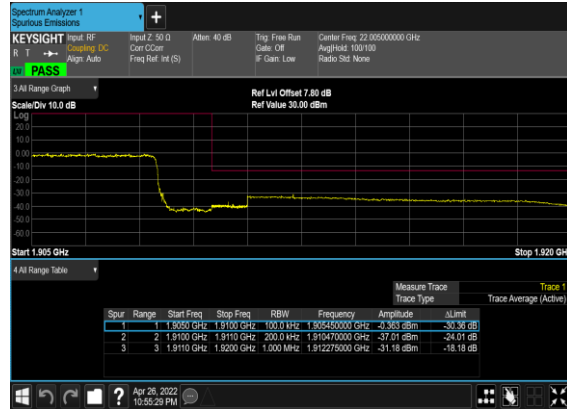 Spectrum Analyzer 1
Spurious Emissions
KEYSIGHT Input: RF Input Z: 50 Ω Atten: 40 dB Trig: Free Run Center Freq: 22.005000000 GHz
R T Coupling: DC Corr CCorr Gate: Off Avg|Hold: 100/100
Align: Auto Freq Ref: Int (S) IF Gain: Low Radio Std: None
PASS
3 All Range Graph
Ref Lvl Offset 7.80 dB
Scale/Div 10.0 dB Ref Value 30.00 dBm
Log
20.0
10.0
0.00
-10.0
-20.0
-30.0
-40.0
-50.0
-60.0
Start 1.905 GHz Stop 1.920 GH
4 All Range Table
Measure Trace Trace 1
Trace Type Trace Average (Active)
Spur Range Start Freq Stop Freq RBW Frequency Amplitude ΔLimit
1 1 1.9050 GHz 1.9100 GHz 100.0 kHz 1.905450000 GHz -0.363 dBm -30.36 dB
2 2 1.9100 GHz 1.9110 GHz 200.0 kHz 1.910470000 GHz -37.01 dBm -24.01 dB
3 3 1.9110 GHz 1.9200 GHz 1.000 MHz 1.912275000 GHz -31.18 dBm -18.18 dB
? Apr 26, 2022
10:55:29 PM